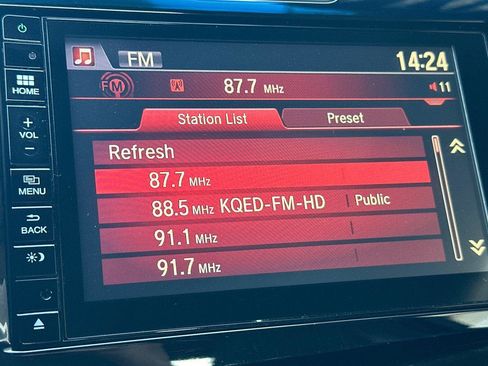 FM 14:24
FM 87.7 MHz 11
HOME
Station List Preset
+
VOL
−
Refresh
87.7 MHz
MENU
88.5 MHz KQED-FM-HD Public
BACK
91.1 MHz
91.7 MHz